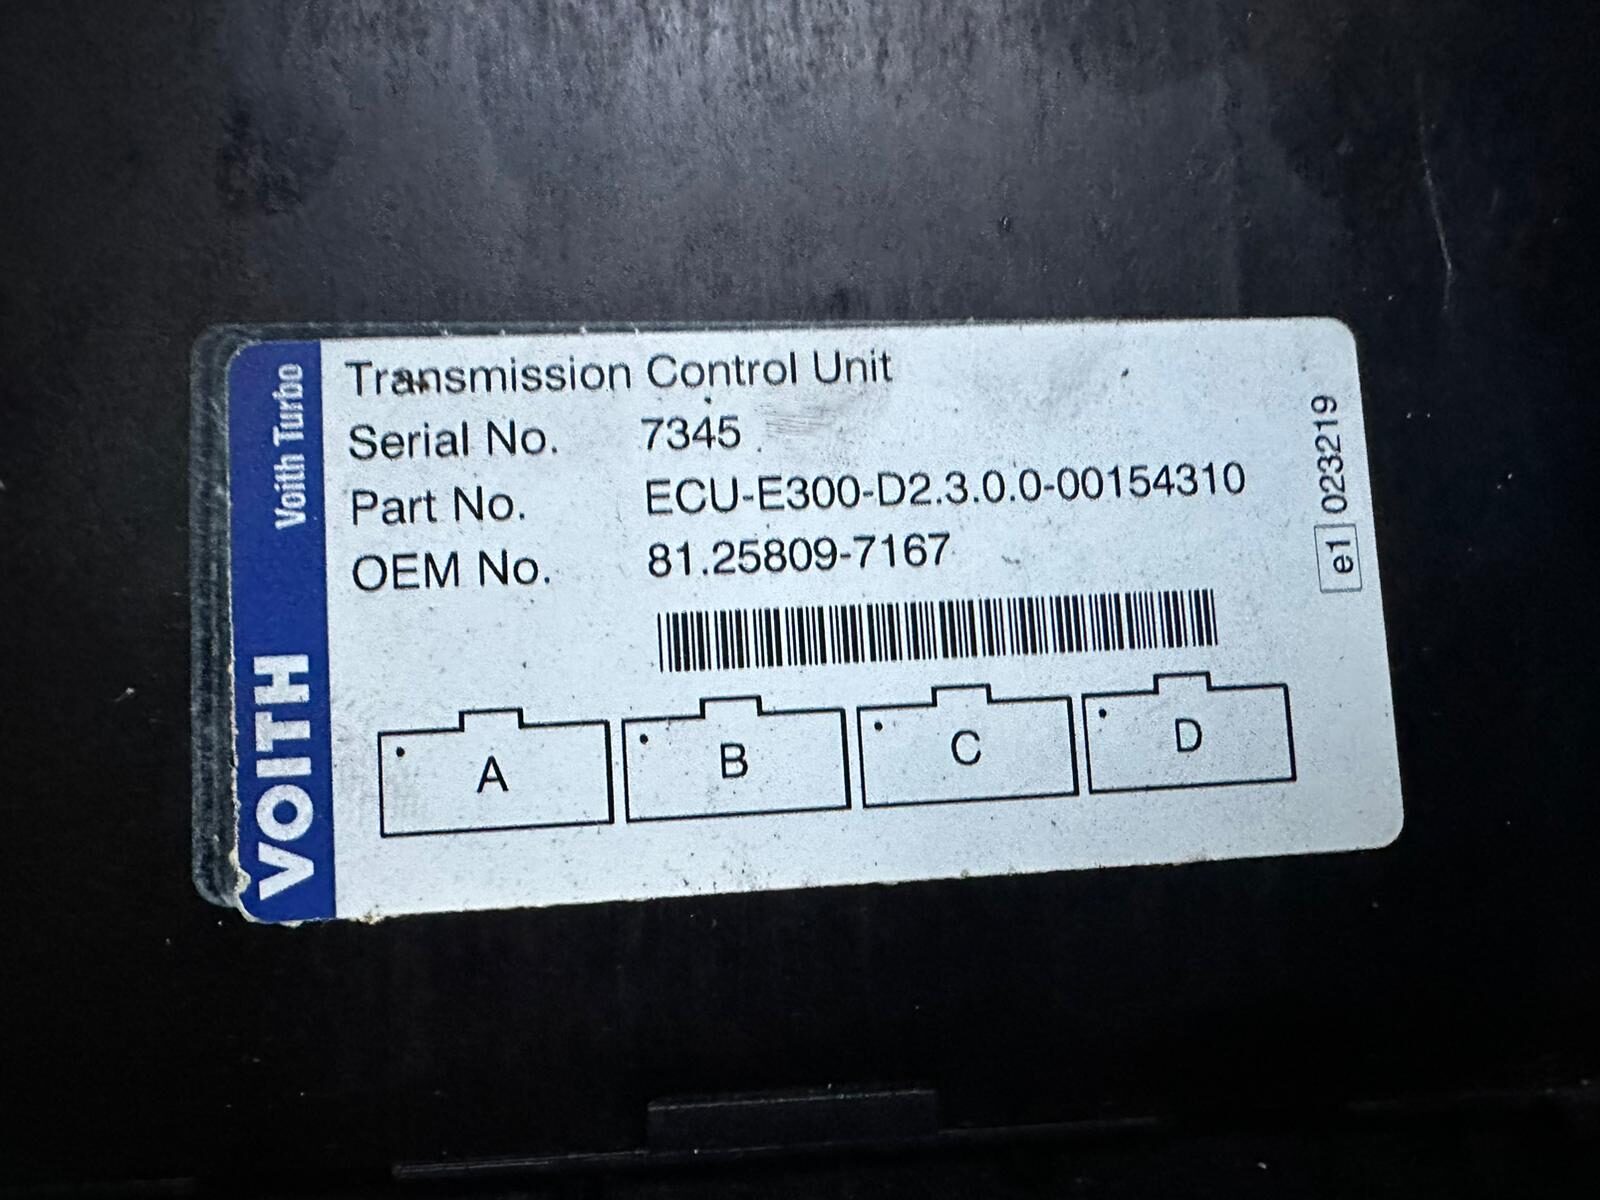 Transmission Control Unit
Serial No. 7345
Part No. ECU-E300-D2.3.0.0-00154310
OEM No. 81.25809-7167
A B C D
VOITH Voith Turbo
e1 023219